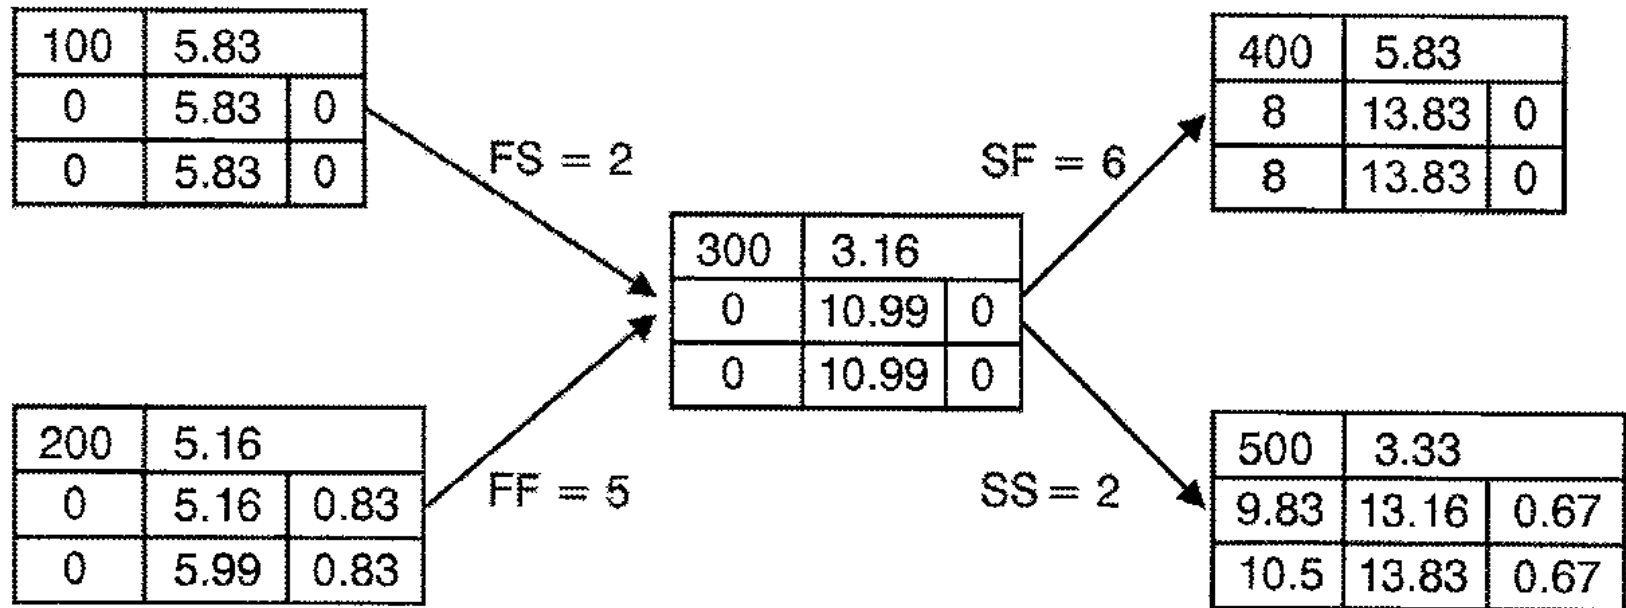 100 5.83
0 5.83 0
0 5.83 0
FS = 2
200 5.16
0 5.16 0.83
0 5.99 0.83
FF = 5
300 3.16
0 10.99 0
0 10.99 0
SF = 6
400 5.83
8 13.83 0
8 13.83 0
SS = 2
500 3.33
9.83 13.16 0.67
10.5 13.83 0.67